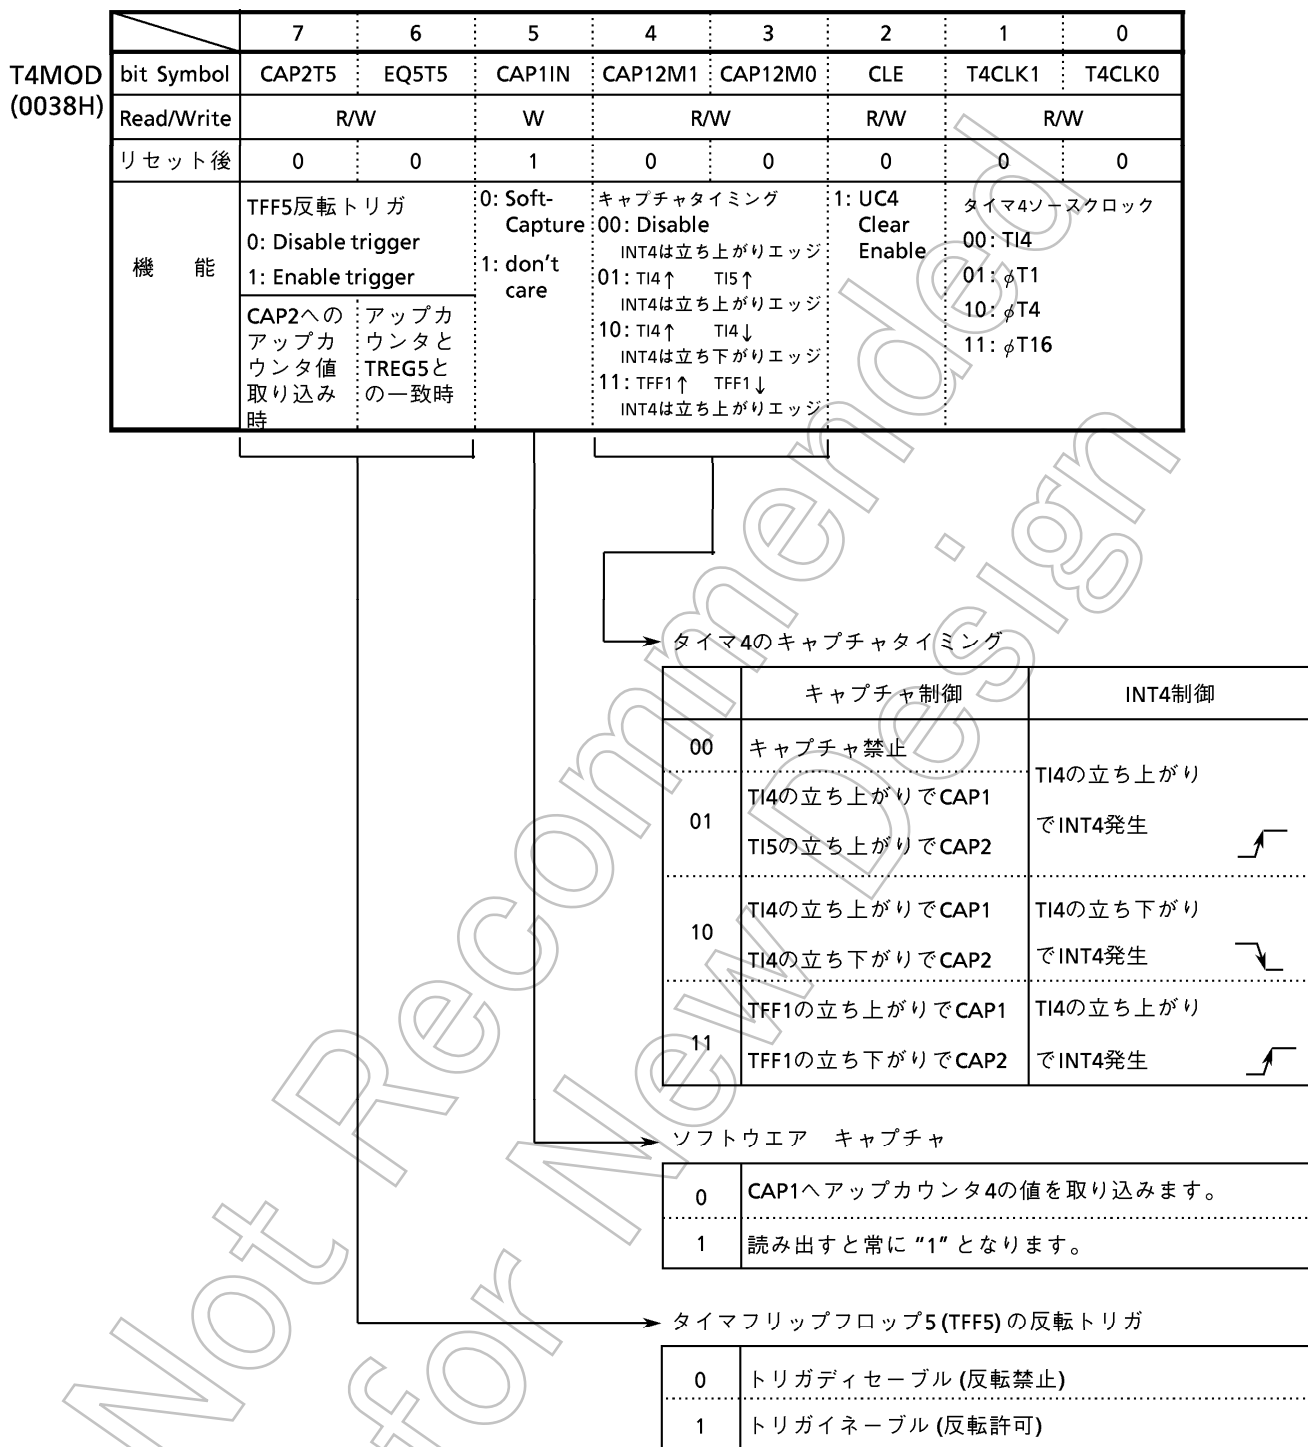 7 6 5 4 3 2 1 0
T4MOD
(0038H)
bit Symbol CAP2T5 EQ5T5 CAP1IN CAP12M1 CAP12M0 CLE T4CLK1 T4CLK0
Read/Write R/W W R/W R/W R/W
リセット後 0 0 1 0 0 0 0 0
機 能
TFF5反転トリガ
0: Disable trigger
1: Enable trigger
CAP2への
アップカ
ウンタ値
取り込み
時
アップカ
ウンタと
TREG5と
の一致時
0: Soft-
Capture
1: don't
care
キャプチャタイミング
00: Disable
INT4は立ち上がりエッジ
01: TI4↑ TI5↑
INT4は立ち上がりエッジ
10: TI4↑ TI4↓
INT4は立ち下がりエッジ
11: TFF1↑ TFF1↓
INT4は立ち上がりエッジ
1: UC4
Clear
Enable
タイマ4ソースクロック
00: TI4
01: φT1
10: φT4
11: φT16
タイマ4のキャプチャタイミング
キャプチャ制御 INT4制御
00 キャプチャ禁止
01
TI4の立ち上がりでCAP1
TI5の立ち上がりでCAP2
TI4の立ち上がり
でINT4発生
10
TI4の立ち上がりでCAP1
TI4の立ち下がりでCAP2
TI4の立ち下がり
でINT4発生
11
TFF1の立ち上がりでCAP1
TFF1の立ち下がりでCAP2
TI4の立ち上がり
でINT4発生
ソフトウエア キャプチャ
0 CAP1へアップカウンタ4の値を取り込みます。
1 読み出すと常に “1” となります。
タイマフリップフロップ5 (TFF5) の反転トリガ
0 トリガディセーブル (反転禁止)
1 トリガイネーブル (反転許可)
Not Recommended
for New Design